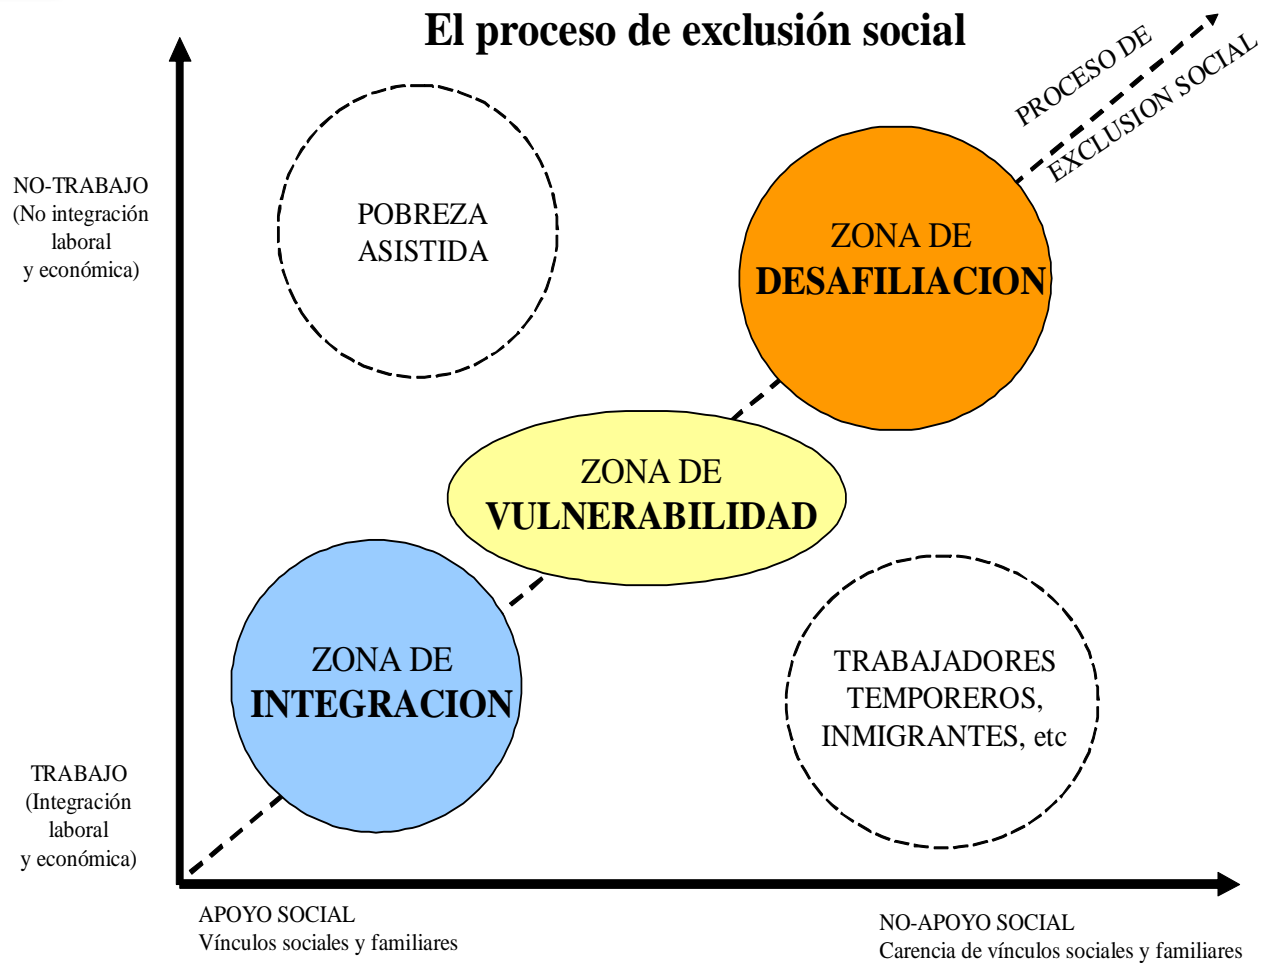 El proceso de exclusión social
PROCESO DE
EXCLUSION SOCIAL
NO-TRABAJO
(No integración
laboral
y económica)
POBREZA
ASISTIDA
ZONA DE
DESAFILIACION
ZONA DE
VULNERABILIDAD
ZONA DE
INTEGRACION
TRABAJADORES
TEMPOREROS,
INMIGRANTES, etc
TRABAJO
(Integración
laboral
y económica)
APOYO SOCIAL
Vínculos sociales y familiares
NO-APOYO SOCIAL
Carencia de vínculos sociales y familiares